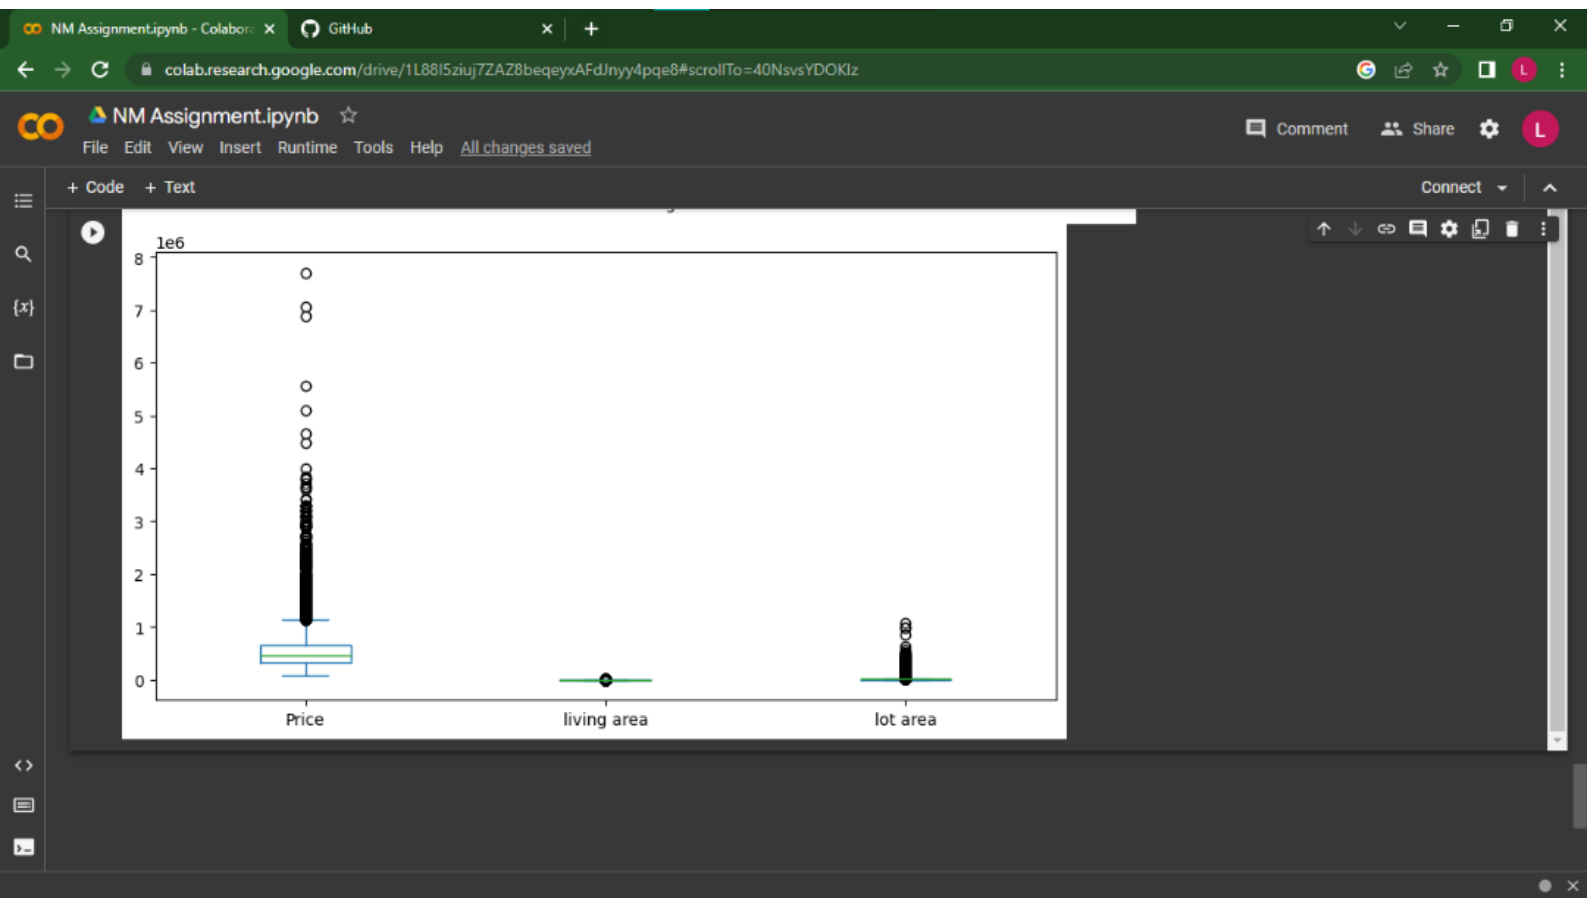 NM Assignment.ipynb - Colabora
GitHub
colab.research.google.com/drive/1L88I5ziuj7ZAZ8beqeyxAFdJnyy4pqe8#scrollTo=40NsvsYDOKIz
G
L
CO
NM Assignment.ipynb
Comment
Share
L
File Edit View Insert Runtime Tools Help All changes saved
+ Code + Text
Connect
{x}
1e6
8
7
6
5
4
3
2
1
0
Price living area lot area